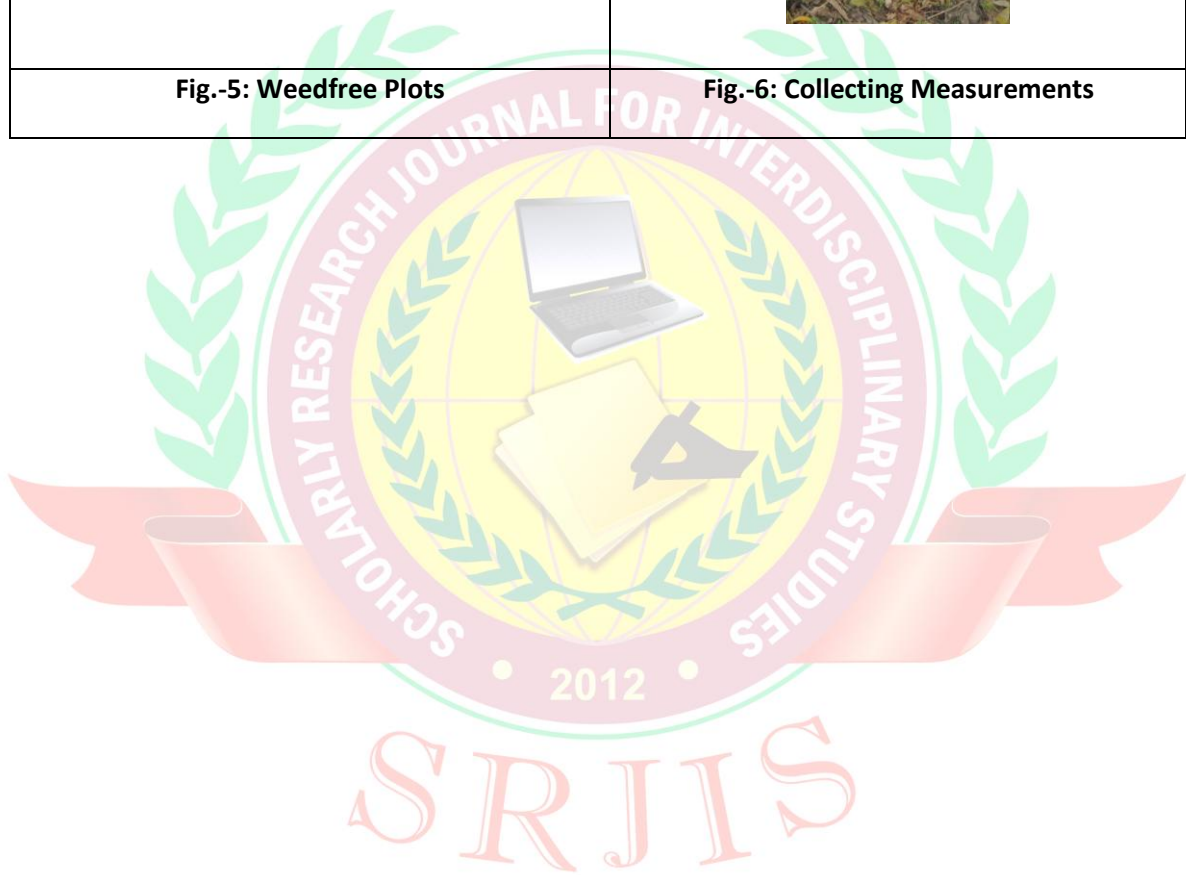 Fig.-5: Weedfree Plots
Fig.-6: Collecting Measurements
SCHOLARLY RESEARCH JOURNAL FOR INTERDISCIPLINARY STUDIES
• 2012 •
SRJIS